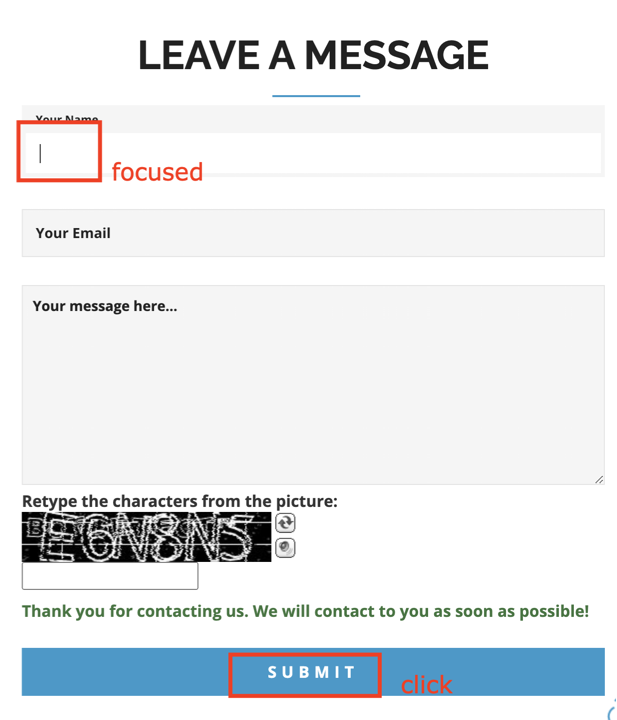 LEAVE A MESSAGE
Your Name
focused
Your Email
Your message here...
Retype the characters from the picture:
Thank you for contacting us. We will contact to you as soon as possible!
SUBMIT
click